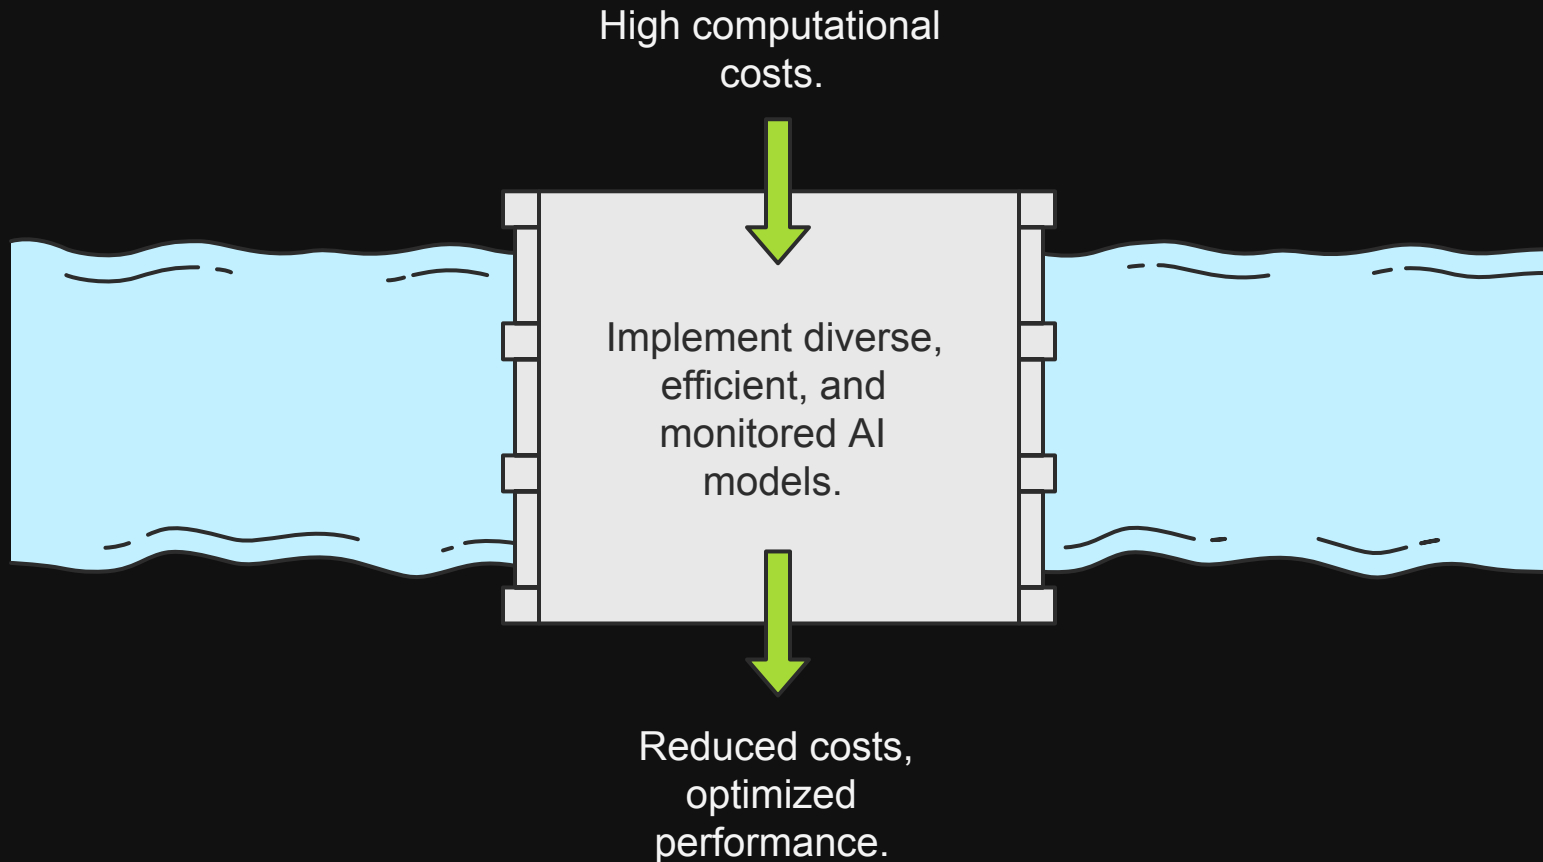 High computational
costs.
Implement diverse,
efficient, and
monitored AI
models.
Reduced costs,
optimized
performance.